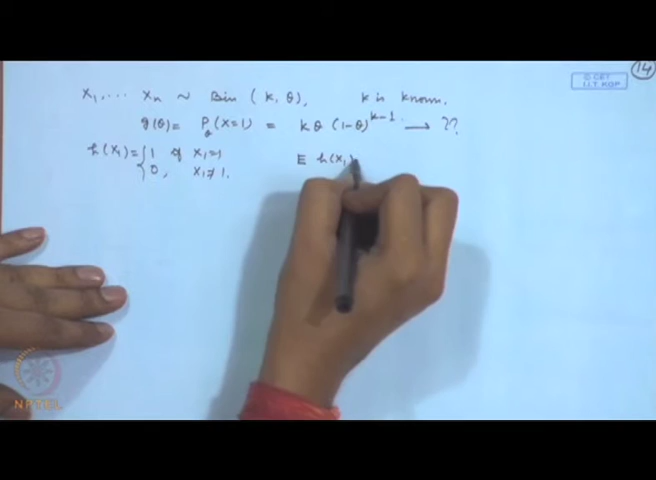 14
© CET
I.I.T. KGP
X₁, ... Xₙ ~ Bin (k, θ), k is known.
g(θ) = P_θ(X=1) = kθ (1-θ)^{k-1} → ??
h(X₁) = { 1 if X₁=1
0, X₁≠1.
E h(X₁)
NPTEL